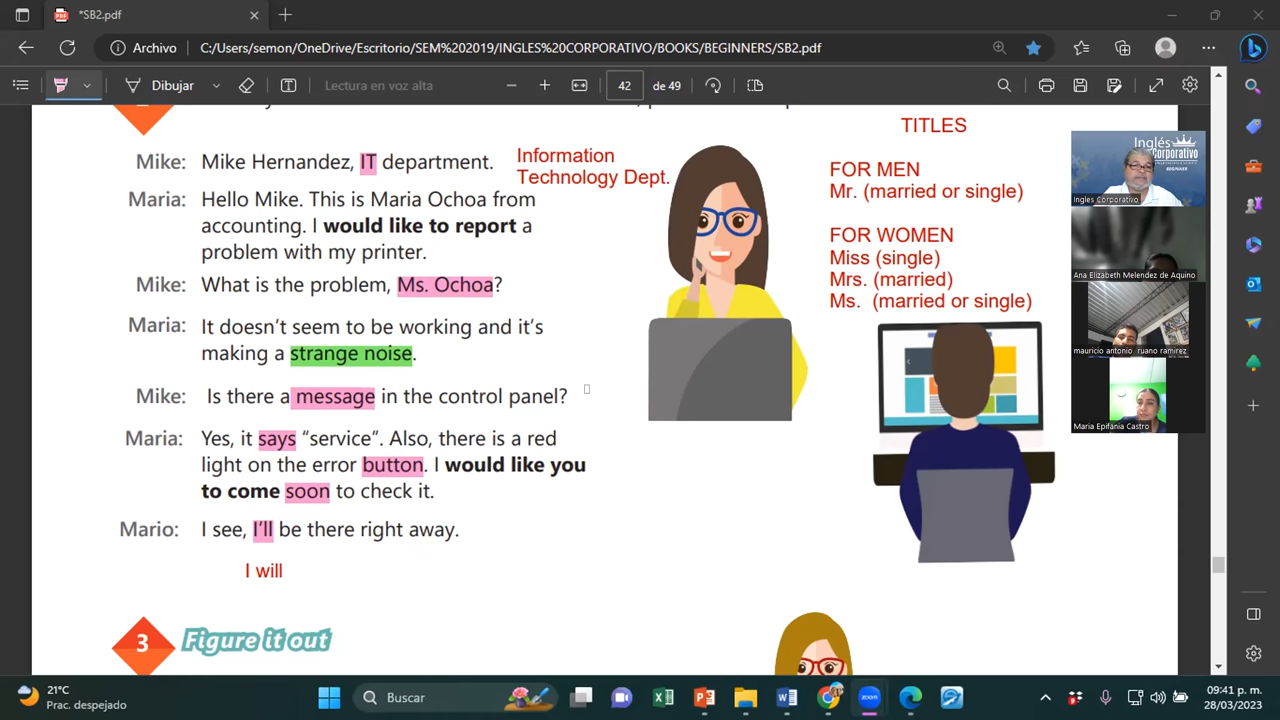 *SB2.pdf
Archivo C:/Users/semon/OneDrive/Escritorio/SEM%202019/INGLES%20CORPORATIVO/BOOKS/BEGINNERS/SB2.pdf
Dibujar Lectura en voz alta 42 de 49
TITLES
FOR MEN
Mr. (married or single)
FOR WOMEN
Miss (single)
Mrs. (married)
Ms. (married or single)
Mike: Mike Hernandez, IT department.
Information
Technology Dept.
Maria: Hello Mike. This is Maria Ochoa from
accounting. I would like to report a
problem with my printer.
Mike: What is the problem, Ms. Ochoa?
Maria: It doesn't seem to be working and it's
making a strange noise.
Mike: Is there a message in the control panel?
Maria: Yes, it says “service”. Also, there is a red
light on the error button. I would like you
to come soon to check it.
Mario: I see, I'll be there right away.
I will
3 Figure it out
Inglés
Corporativo
BEGINNER
Ingles Corporativo
Ana Elizabeth Melendez de Aquino
mauricio antonio ruano ramirez
Maria Epifania Castro
21°C
Prac. despejado
Buscar
zoom
09:41 p. m.
28/03/2023